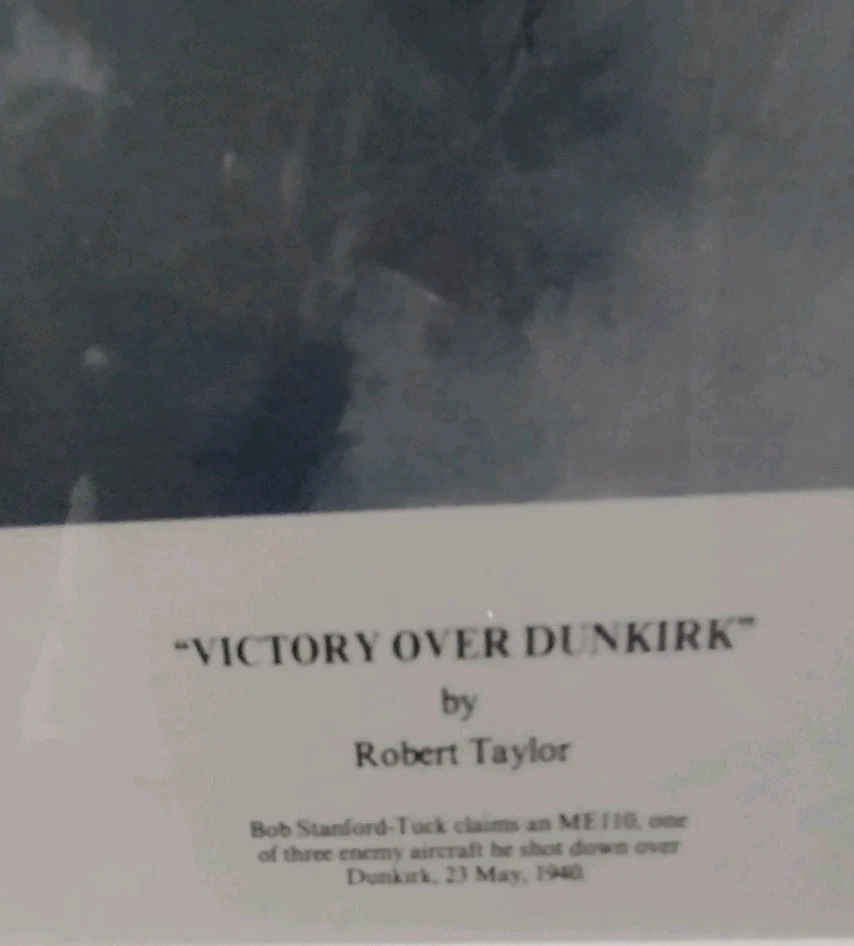 "VICTORY OVER DUNKIRK"
by
Robert Taylor
Bob Stanford-Tuck claims an ME110, one
of three enemy aircraft he shot down over
Dunkirk, 23 May, 1940.